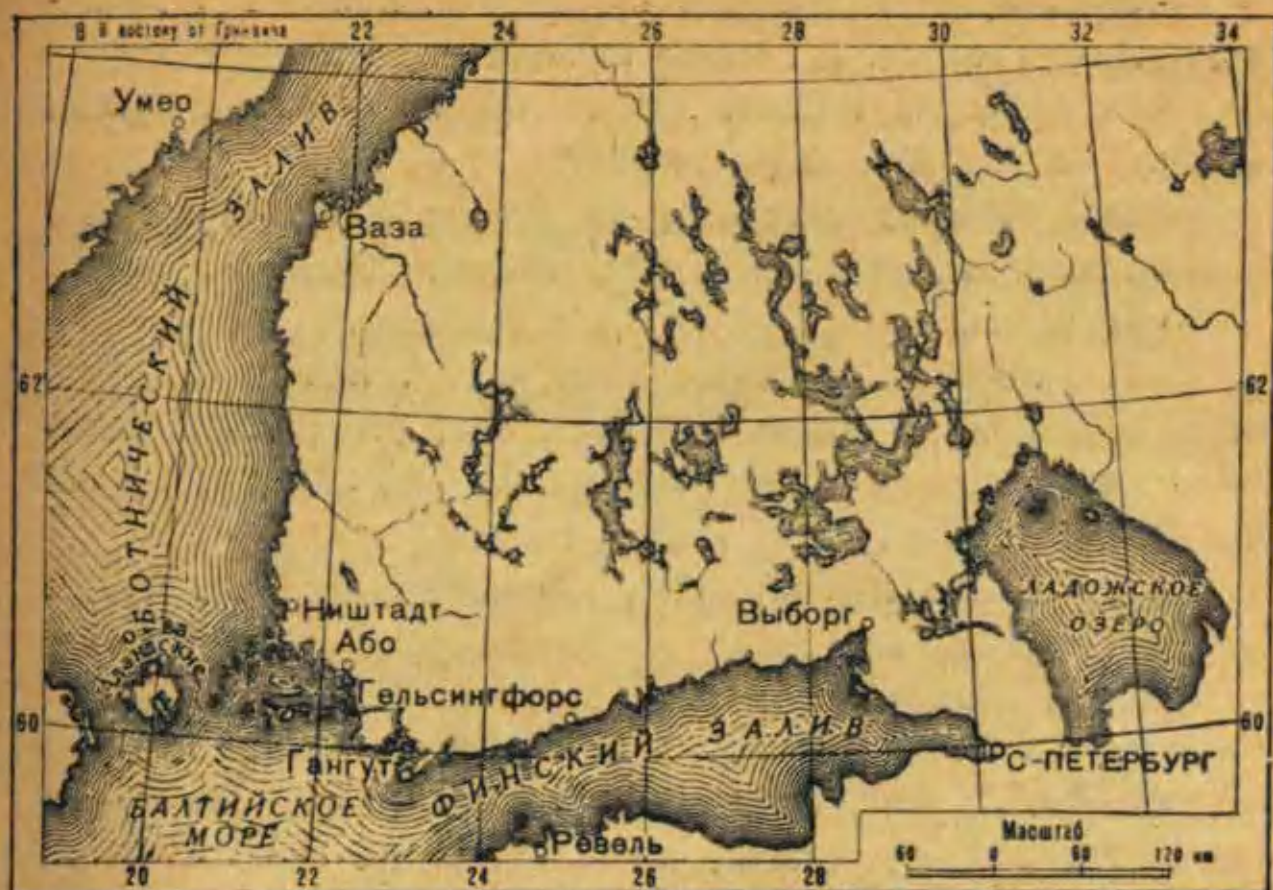 В к востоку от Гринвича
22 24 26 28 30 32 34
Умео
БОТНИЧЕСКИЙ ЗАЛИВ
Ваза
62 62
Ништадт
Або
Аландские о-ва
Гельсингфорс
Выборг
ЛАДОЖСКОЕ
ОЗЕРО
60 60
Гангут
ФИНСКИЙ ЗАЛИВ
С-ПЕТЕРБУРГ
БАЛТИЙСКОЕ
МОРЕ
Ревель
Масштаб
60 0 60 120 км
20 22 24 26 28